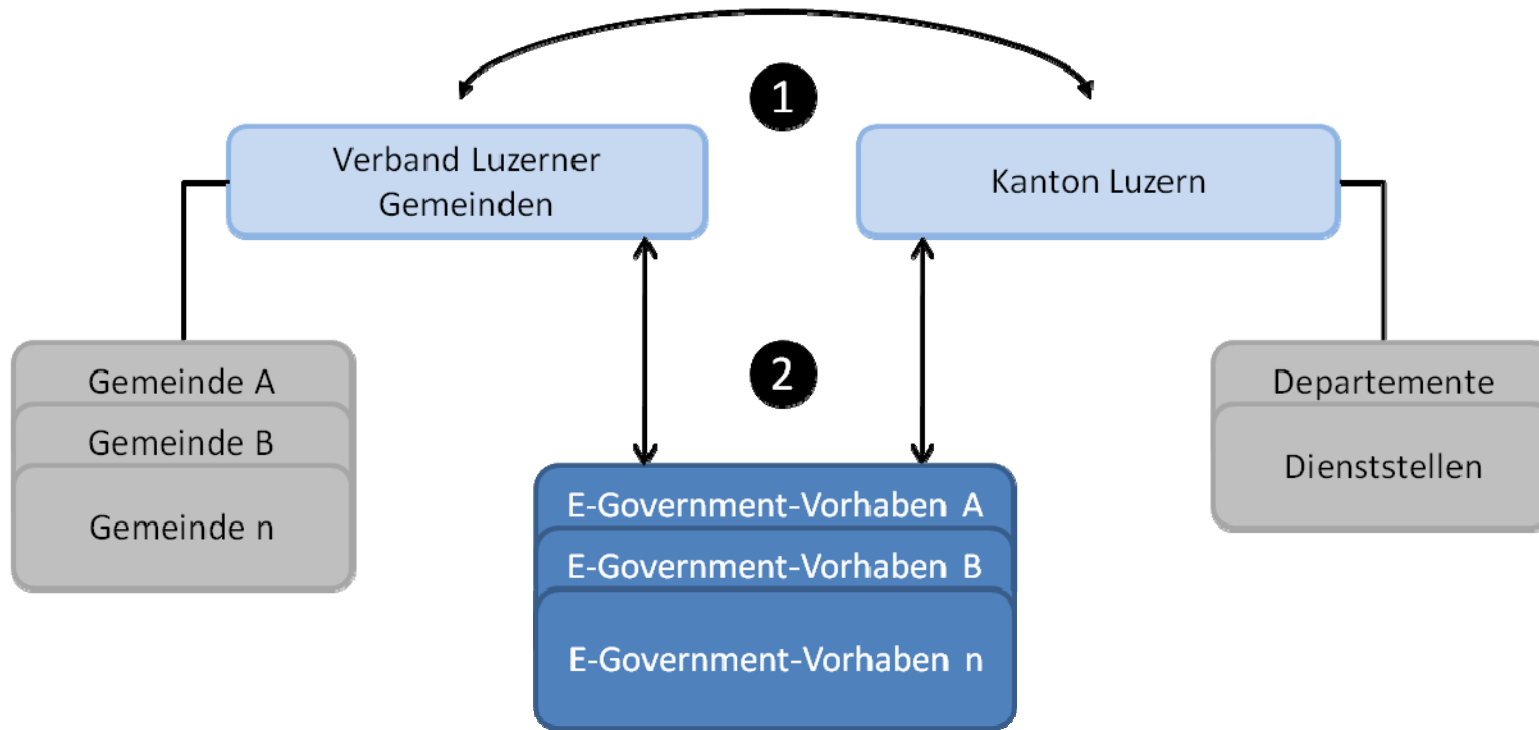 1
Verband Luzerner
Gemeinden
Kanton Luzern
2
Gemeinde A
Gemeinde B
Gemeinde n
Departemente
Dienststellen
E-Government-Vorhaben A
E-Government-Vorhaben B
E-Government-Vorhaben n